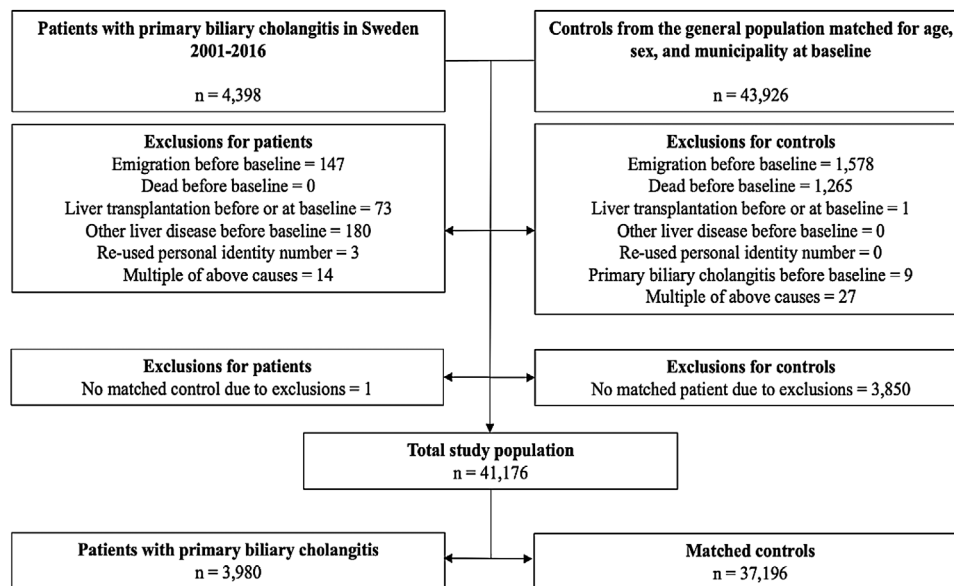 Patients with primary biliary cholangitis in Sweden
2001-2016
n = 4,398
Controls from the general population matched for age,
sex, and municipality at baseline
n = 43,926
Exclusions for patients
Emigration before baseline = 147
Dead before baseline = 0
Liver transplantation before or at baseline = 73
Other liver disease before baseline = 180
Re-used personal identity number = 3
Multiple of above causes = 14
Exclusions for controls
Emigration before baseline = 1,578
Dead before baseline = 1,265
Liver transplantation before or at baseline = 1
Other liver disease before baseline = 0
Re-used personal identity number = 0
Primary biliary cholangitis before baseline = 9
Multiple of above causes = 27
Exclusions for patients
No matched control due to exclusions = 1
Exclusions for controls
No matched patient due to exclusions = 3,850
Total study population
n = 41,176
Patients with primary biliary cholangitis
n = 3,980
Matched controls
n = 37,196